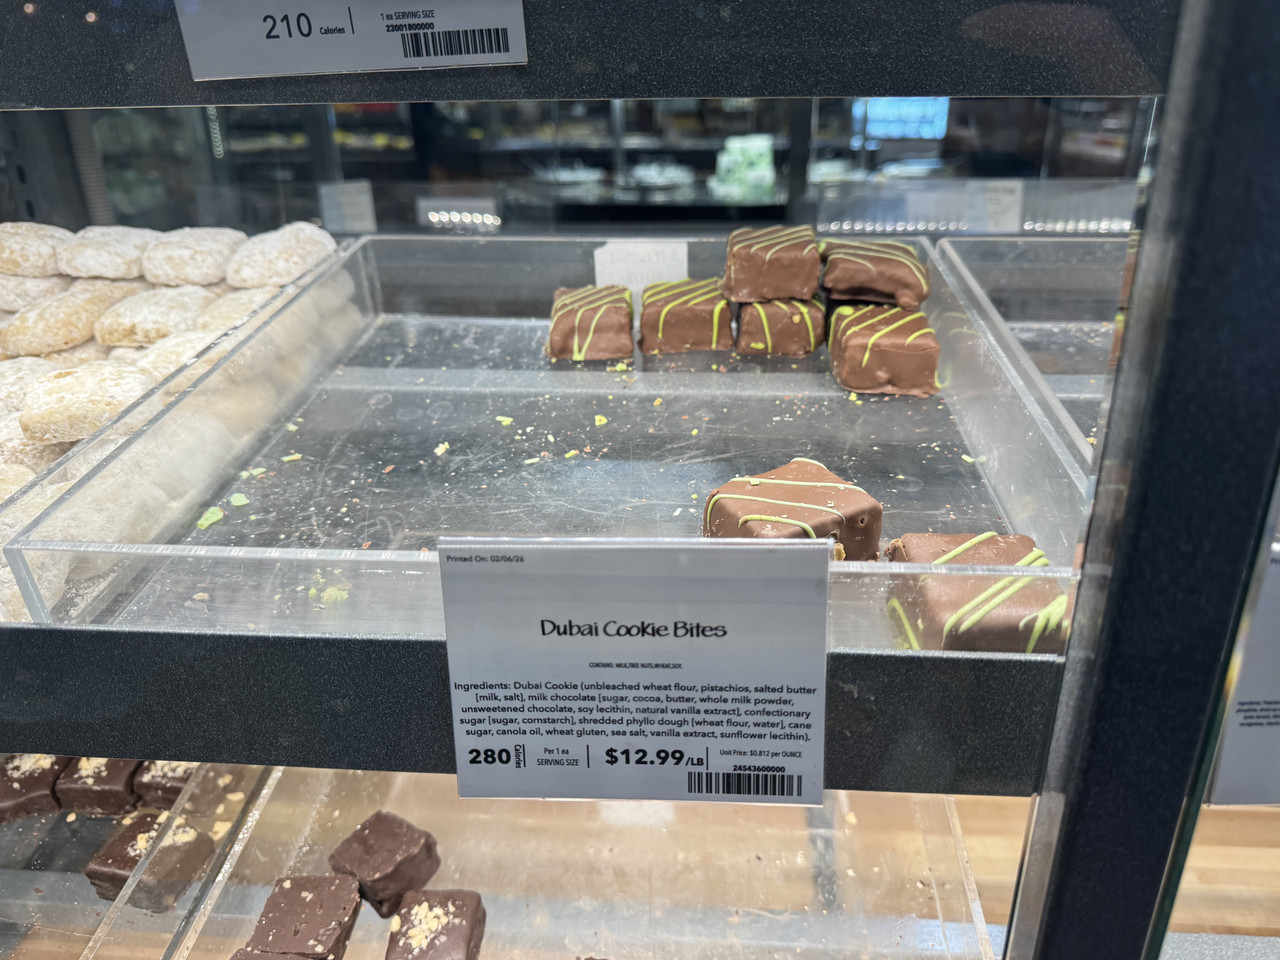 210 Calories 1 ea SERVING SIZE
23001800000
Printed On: 02/06/26
Dubai Cookie Bites
CONTAINS: MILK,TREE NUTS,WHEAT,SOY.
Ingredients: Dubai Cookie (unbleached wheat flour, pistachios, salted butter
[milk, salt], milk chocolate [sugar, cocoa, butter, whole milk powder,
unsweetened chocolate, soy lecithin, natural vanilla extract], confectionary
sugar [sugar, cornstarch], shredded phyllo dough [wheat flour, water], cane
sugar, canola oil, wheat gluten, sea salt, vanilla extract, sunflower lecithin).
280 Calories Per 1 ea SERVING SIZE $12.99/LB Unit Price: $0.812 per OUNCE
24543600000